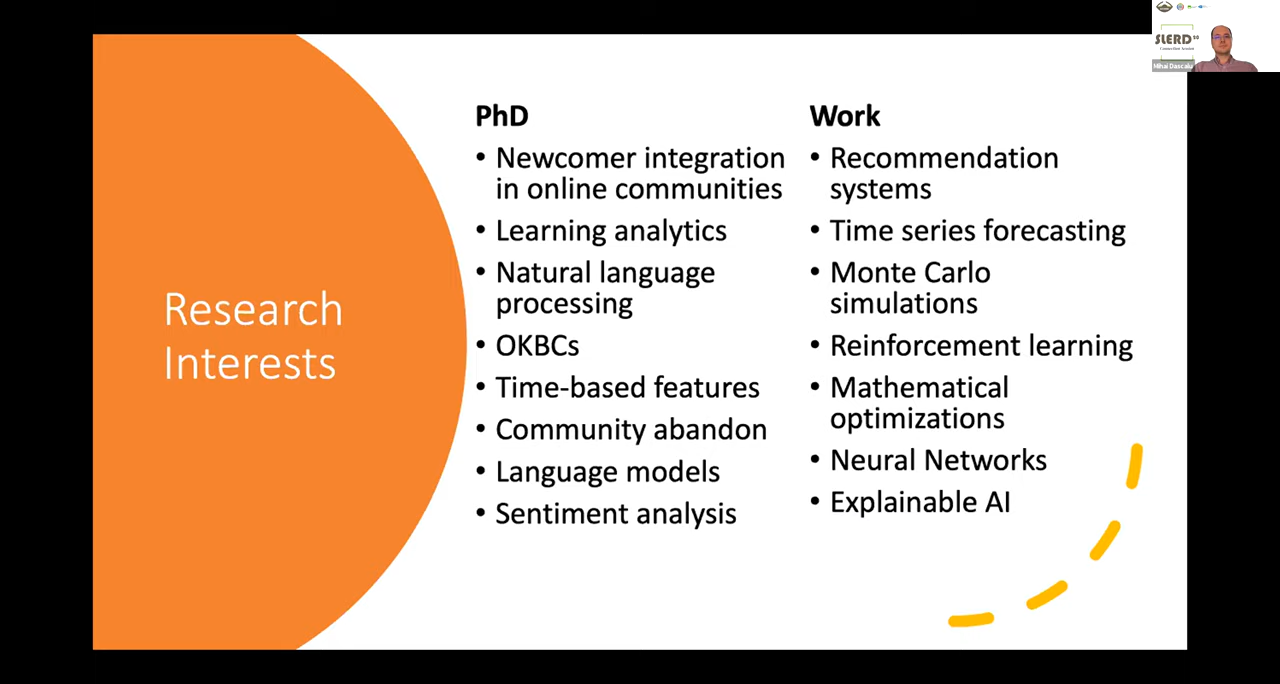 Research
Interests
PhD
• Newcomer integration
in online communities
• Learning analytics
• Natural language
processing
• OKBCs
• Time-based features
• Community abandon
• Language models
• Sentiment analysis
Work
• Recommendation
systems
• Time series forecasting
• Monte Carlo
simulations
• Reinforcement learning
• Mathematical
optimizations
• Neural Networks
• Explainable AI
SLERD
Mihai Dascalu